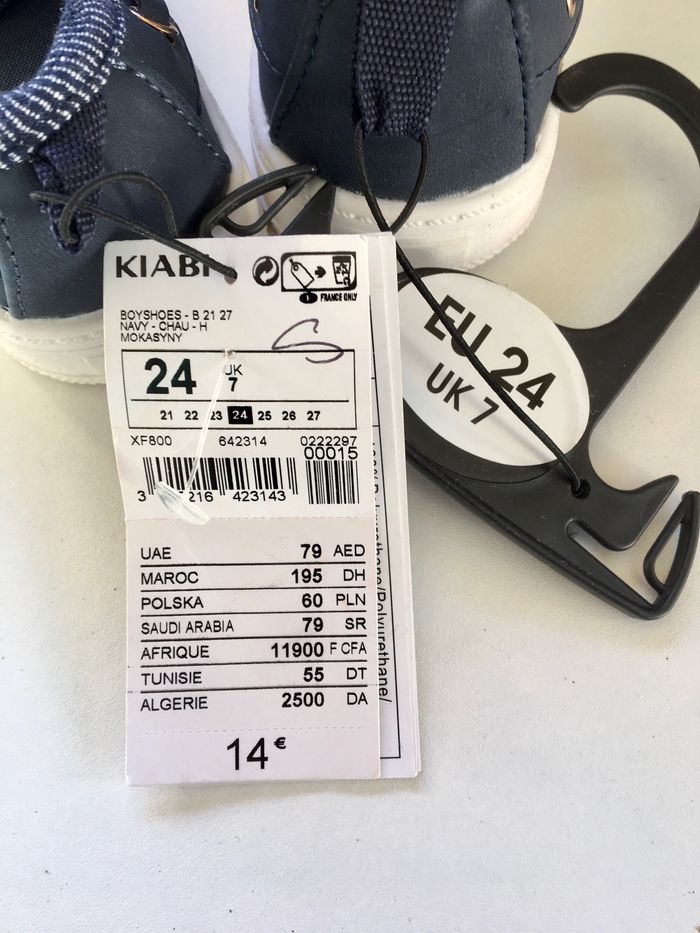 KIABI
FRANCE ONLY
BOYSHOES - B 21 27
NAVY - CHAU - H
MOKASYNY
S
24 UK 7
21 22 23 24 25 26 27
XF800 642314 0222297
00015
3 216 423143
UAE 79 AED
MAROC 195 DH
POLSKA 60 PLN
SAUDI ARABIA 79 SR
AFRIQUE 11900 F CFA
TUNISIE 55 DT
ALGERIE 2500 DA
14€
EU 24
UK 7